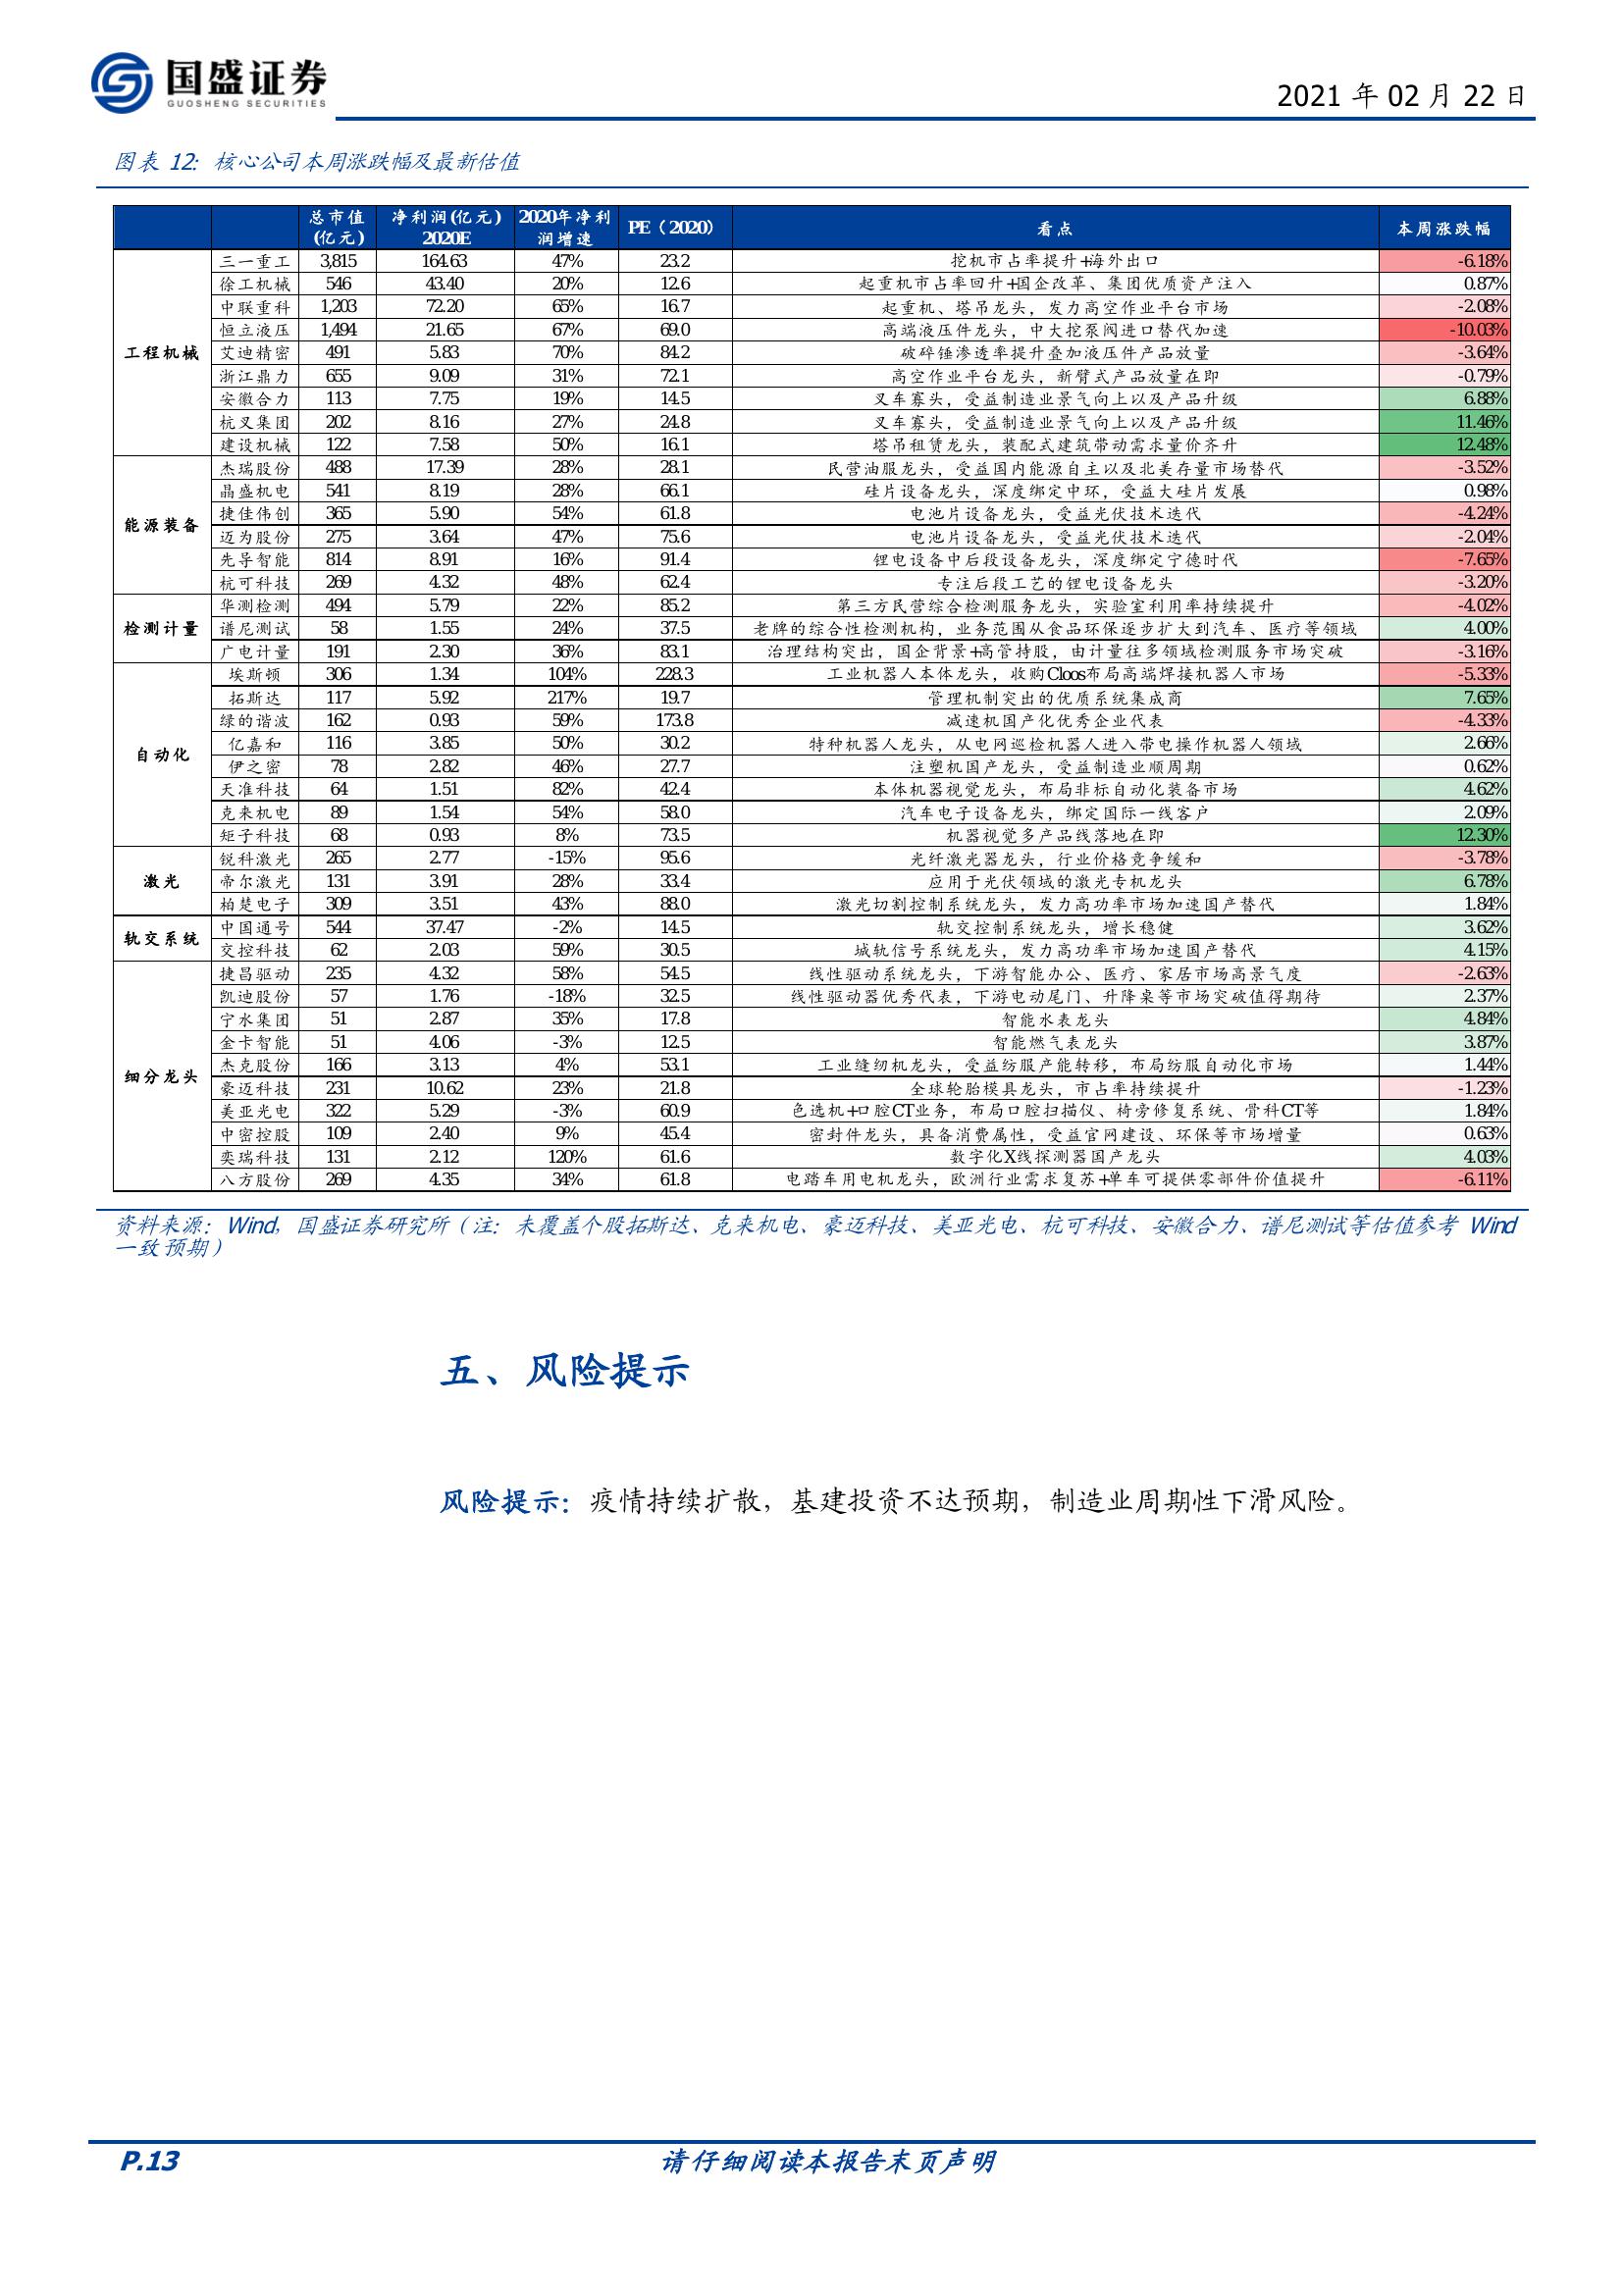 国盛证券
GUOSHENG SECURITIES
2021 年 02 月 22 日
图表 12：核心公司本周涨跌幅及最新估值
总市值(亿元) 净利润(亿元)2020E 2020年净利润增速 PE（2020） 看点 本周涨跌幅
工程机械
三一重工 3,815 164.63 47% 23.2 挖机市占率提升+海外出口 -6.18%
徐工机械 546 43.40 20% 12.6 起重机市占率回升+国企改革、集团优质资产注入 0.87%
中联重科 1,203 72.20 65% 16.7 起重机、塔吊龙头，发力高空作业平台市场 -2.08%
恒立液压 1,494 21.65 67% 69.0 高端液压件龙头，中大挖泵阀进口替代加速 -10.03%
艾迪精密 491 5.83 70% 84.2 破碎锤渗透率提升叠加液压件产品放量 -3.64%
浙江鼎力 655 9.09 31% 72.1 高空作业平台龙头，新臂式产品放量在即 -0.79%
安徽合力 113 7.75 19% 14.5 叉车寡头，受益制造业景气向上以及产品升级 6.88%
杭叉集团 202 8.16 27% 24.8 叉车寡头，受益制造业景气向上以及产品升级 11.46%
建设机械 122 7.58 50% 16.1 塔吊租赁龙头，装配式建筑带动需求量价齐升 12.48%
能源装备
杰瑞股份 488 17.39 28% 28.1 民营油服龙头，受益国内能源自主以及北美存量市场替代 -3.52%
晶盛机电 541 8.19 28% 66.1 硅片设备龙头，深度绑定中环，受益大硅片发展 0.98%
捷佳伟创 365 5.90 54% 61.8 电池片设备龙头，受益光伏技术迭代 -4.24%
迈为股份 275 3.64 47% 75.6 电池片设备龙头，受益光伏技术迭代 -2.04%
先导智能 814 8.91 16% 91.4 锂电设备中后段设备龙头，深度绑定宁德时代 -7.65%
杭可科技 269 4.32 48% 62.4 专注后段工艺的锂电设备龙头 -3.20%
检测计量
华测检测 494 5.79 22% 85.2 第三方民营综合检测服务龙头，实验室利用率持续提升 -4.02%
谱尼测试 58 1.55 24% 37.5 老牌的综合性检测机构，业务范围从食品环保逐步扩大到汽车、医疗等领域 4.00%
广电计量 191 2.30 36% 83.1 治理结构突出，国企背景+高管持股，由计量往多领域检测服务市场突破 -3.16%
自动化
埃斯顿 306 1.34 104% 228.3 工业机器人本体龙头，收购Cloos布局高端焊接机器人市场 -5.33%
拓斯达 117 5.92 217% 19.7 管理机制突出的优质系统集成商 7.65%
绿的谐波 162 0.93 59% 173.8 减速机国产化优秀企业代表 -4.33%
亿嘉和 116 3.85 50% 30.2 特种机器人龙头，从电网巡检机器人进入带电操作机器人领域 2.66%
伊之密 78 2.82 46% 27.7 注塑机国产龙头，受益制造业顺周期 0.62%
天准科技 64 1.51 82% 42.4 本体机器视觉龙头，布局非标自动化装备市场 4.62%
克来机电 89 1.54 54% 58.0 汽车电子设备龙头，绑定国际一线客户 2.09%
矩子科技 68 0.93 8% 73.5 机器视觉多产品线落地在即 12.30%
激光
锐科激光 265 2.77 -15% 95.6 光纤激光器龙头，行业价格竞争缓和 -3.78%
帝尔激光 131 3.91 28% 33.4 应用于光伏领域的激光专机龙头 6.78%
柏楚电子 309 3.51 43% 88.0 激光切割控制系统龙头，发力高功率市场加速国产替代 1.84%
轨交系统
中国通号 544 37.47 -2% 14.5 轨交控制系统龙头，增长稳健 3.62%
交控科技 62 2.03 59% 30.5 城轨信号系统龙头，发力高功率市场加速国产替代 4.15%
细分龙头
捷昌驱动 235 4.32 58% 54.5 线性驱动系统龙头，下游智能办公、医疗、家居市场高景气度 -2.63%
凯迪股份 57 1.76 -18% 32.5 线性驱动器优秀代表，下游电动尾门、升降桌等市场突破值得期待 2.37%
宁水集团 51 2.87 35% 17.8 智能水表龙头 4.84%
金卡智能 51 4.06 -3% 12.5 智能燃气表龙头 3.87%
杰克股份 166 3.13 4% 53.1 工业缝纫机龙头，受益纺服产能转移，布局纺服自动化市场 1.44%
豪迈科技 231 10.62 23% 21.8 全球轮胎模具龙头，市占率持续提升 -1.23%
美亚光电 322 5.29 -3% 60.9 色选机+口腔CT业务，布局口腔扫描仪、椅旁修复系统、骨科CT等 1.84%
中密控股 109 2.40 9% 45.4 密封件龙头，具备消费属性，受益官网建设、环保等市场增量 0.63%
奕瑞科技 131 2.12 120% 61.6 数字化X线探测器国产龙头 4.03%
八方股份 269 4.35 34% 61.8 电踏车用电机龙头，欧洲行业需求复苏+单车可提供零部件价值提升 -6.11%
资料来源：Wind，国盛证券研究所（注：未覆盖个股拓斯达、克来机电、豪迈科技、美亚光电、杭可科技、安徽合力、谱尼测试等估值参考 Wind
一致预期）
五、风险提示
风险提示：疫情持续扩散，基建投资不达预期，制造业周期性下滑风险。
P.13 请仔细阅读本报告末页声明